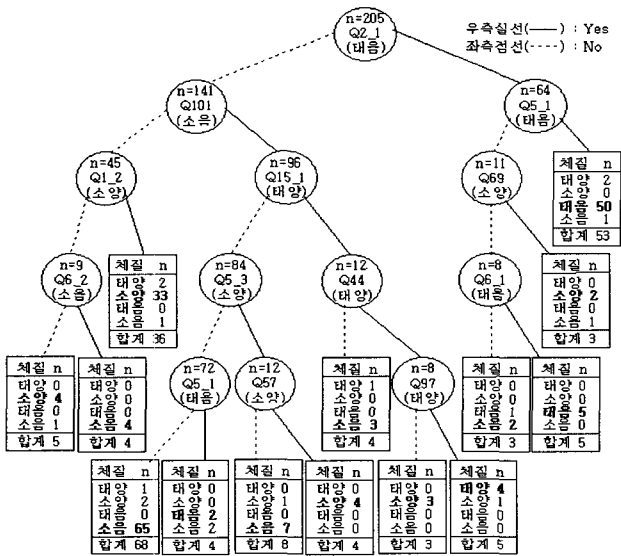 n=205
Q2_1
(태음)
우측실선(——) : Yes
좌측점선(----) : No
n=141
Q101
(소음)
n=64
Q5_1
(태음)
n=45
Q1_2
(소양)
n=96
Q15_1
(태양)
n=11
Q69
(소양)
체질 n
태양 2
소양 0
태음 50
소음 1
합계 53
n=9
Q6_2
(소음)
체질 n
태양 2
소양 33
태음 0
소음 1
합계 36
n=84
Q5_3
(소양)
n=12
Q44
(태양)
n=8
Q6_1
(태음)
체질 n
태양 0
소양 2
태음 0
소음 1
합계 3
체질 n
태양 0
소양 4
태음 0
소음 1
합계 5
체질 n
태양 0
소양 0
태음 0
소음 4
합계 4
n=72
Q5_1
(태음)
n=12
Q57
(소양)
체질 n
태양 1
소양 0
태음 0
소음 3
합계 4
n=8
Q97
(태양)
체질 n
태양 0
소양 0
태음 1
소음 2
합계 3
체질 n
태양 0
소양 0
태음 5
소음 0
합계 5
체질 n
태양 1
소양 2
태음 0
소음 65
합계 68
체질 n
태양 0
소양 0
태음 2
소음 2
합계 4
체질 n
태양 0
소양 1
태음 0
소음 7
합계 8
체질 n
태양 0
소양 4
태음 0
소음 0
합계 4
체질 n
태양 0
소양 3
태음 0
소음 0
합계 3
체질 n
태양 4
소양 1
태음 0
소음 0
합계 5